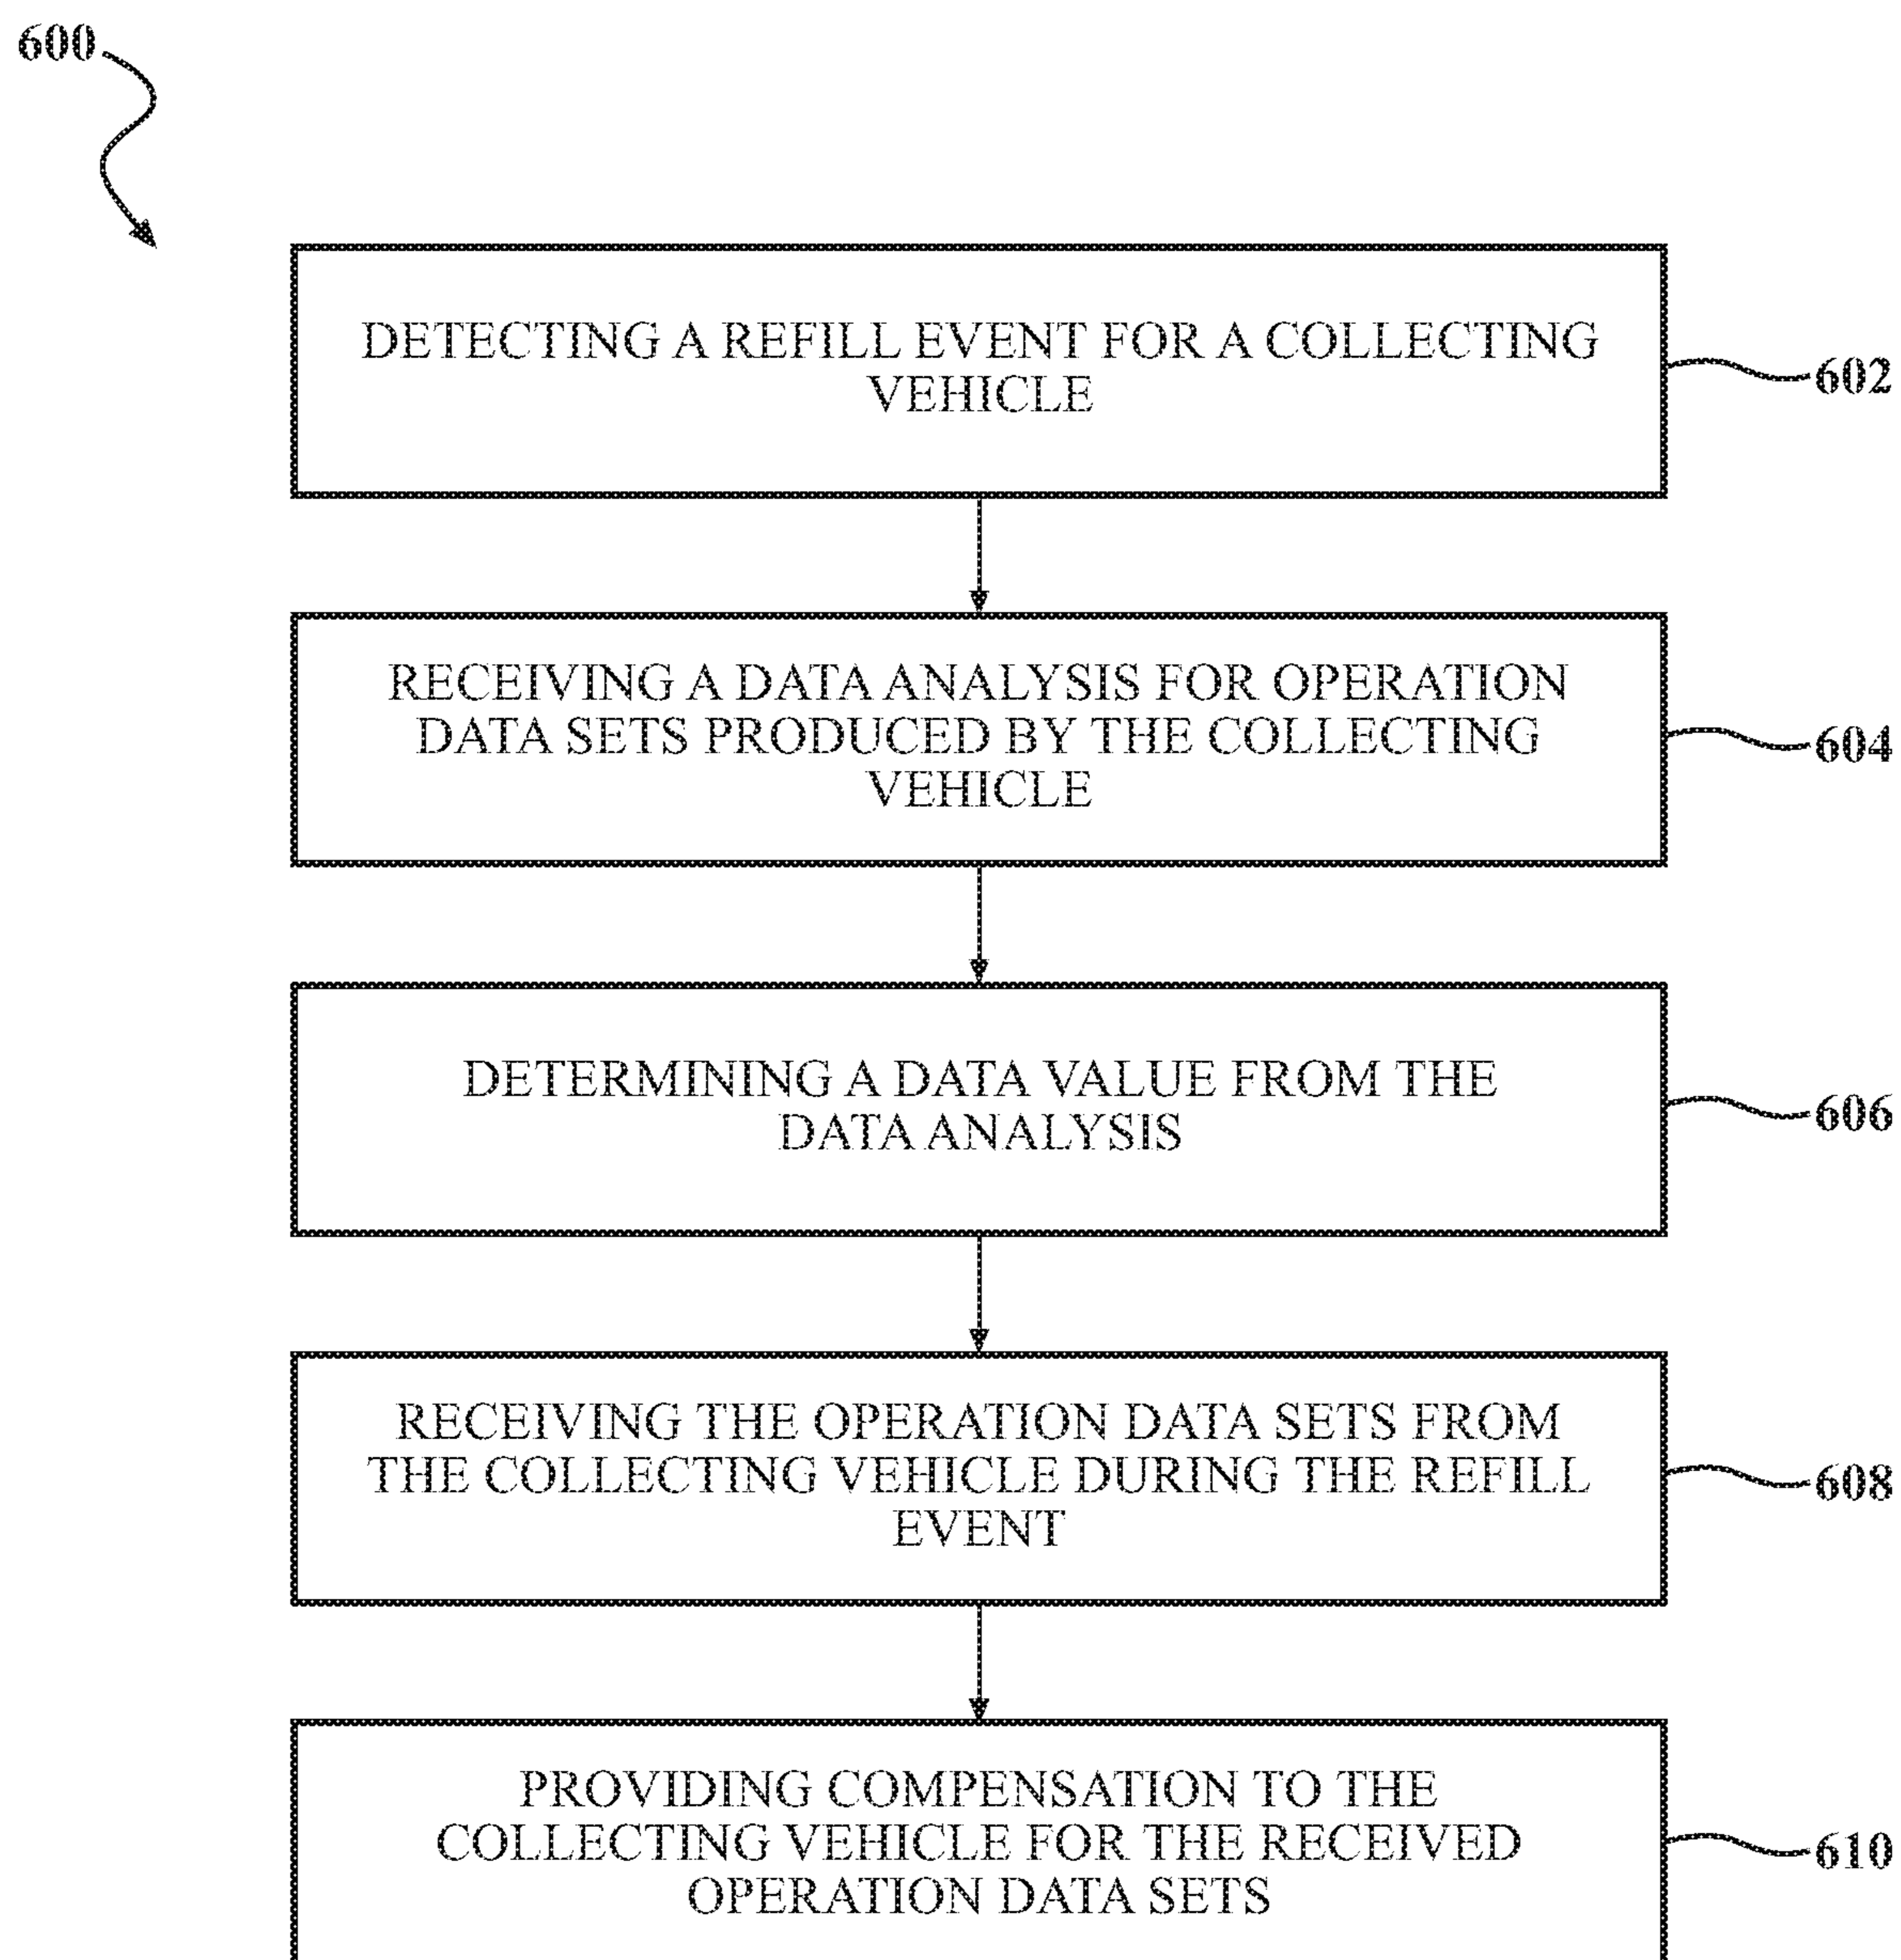 600
DETECTING A REFILL EVENT FOR A COLLECTING
VEHICLE
602
RECEIVING A DATA ANALYSIS FOR OPERATION
DATA SETS PRODUCED BY THE COLLECTING
VEHICLE
604
DETERMINING A DATA VALUE FROM THE
DATA ANALYSIS
606
RECEIVING THE OPERATION DATA SETS FROM
THE COLLECTING VEHICLE DURING THE REFILL
EVENT
608
PROVIDING COMPENSATION TO THE
COLLECTING VEHICLE FOR THE RECEIVED
OPERATION DATA SETS
610